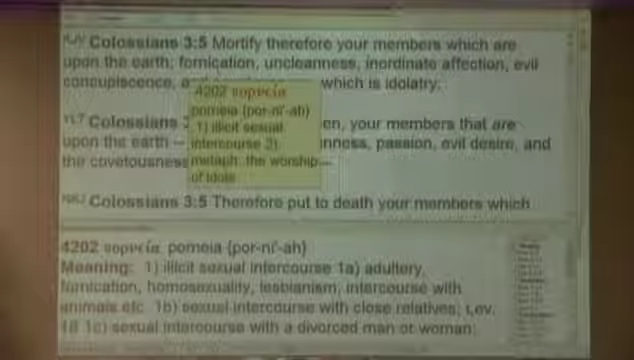 KJV Colossians 3:5 Mortify therefore your members which are
upon the earth; fornication, uncleanness, inordinate affection, evil
concupiscence, which is idolatry:
4202 πορνεία
porneia (por-ni'-ah)
1) illicit sexual
intercourse 2)
metaph. the worship
of idols
YLT Colossians en, your members that are
upon the earth -- nness, passion, evil desire, and
the covetousness
NKJ Colossians 3:5 Therefore put to death your members which
4202 πορνεία porneia (por-ni'-ah)
Meaning: 1) illicit sexual intercourse 1a) adultery,
fornication, homosexuality, lesbianism, intercourse with
animals etc. 1b) sexual intercourse with close relatives; Lev.
18 1c) sexual intercourse with a divorced man or woman;